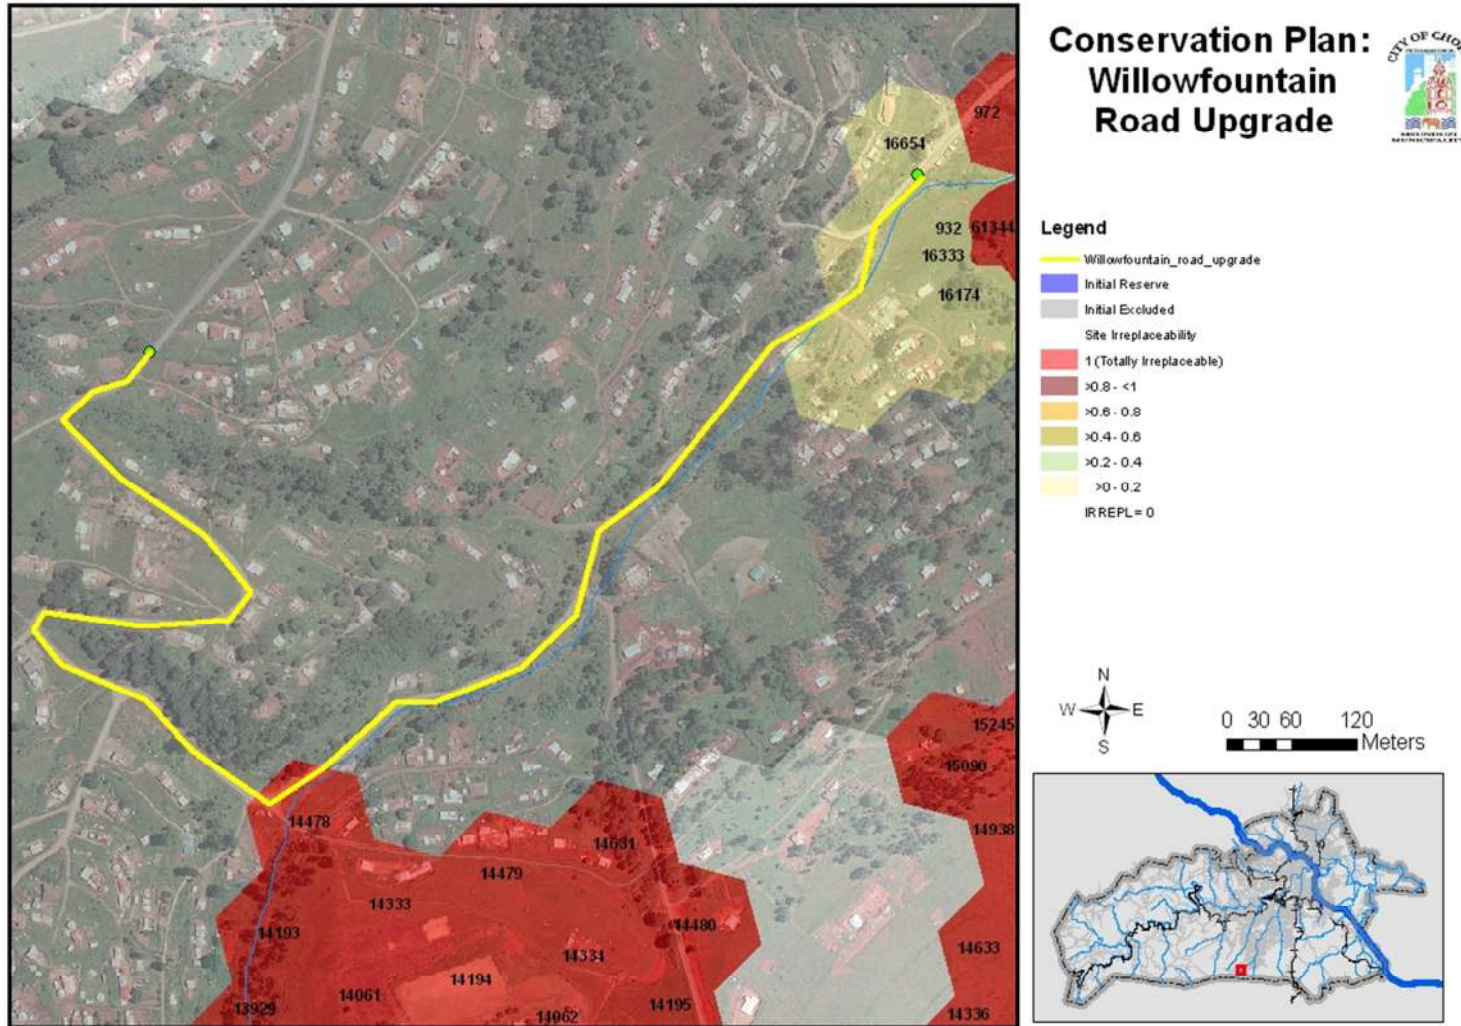 Conservation Plan:
Willowfountain
Road Upgrade
CITY OF CHO
Legend
Willowfountain_road_upgrade
Initial Reserve
Initial Excluded
Site Irreplaceability
1 (Totally Irreplaceable)
>0.8 - <1
>0.6 - 0.8
>0.4 - 0.6
>0.2 - 0.4
>0 - 0.2
IRREPL = 0
N
W E
S
0 30 60 120
Meters
972
16654
932 61344
16333
16174
15245
15090
14938
14478
14631
14479
14333
14480
14193
14334
14633
14194
14061
14195
13929
14062
14336